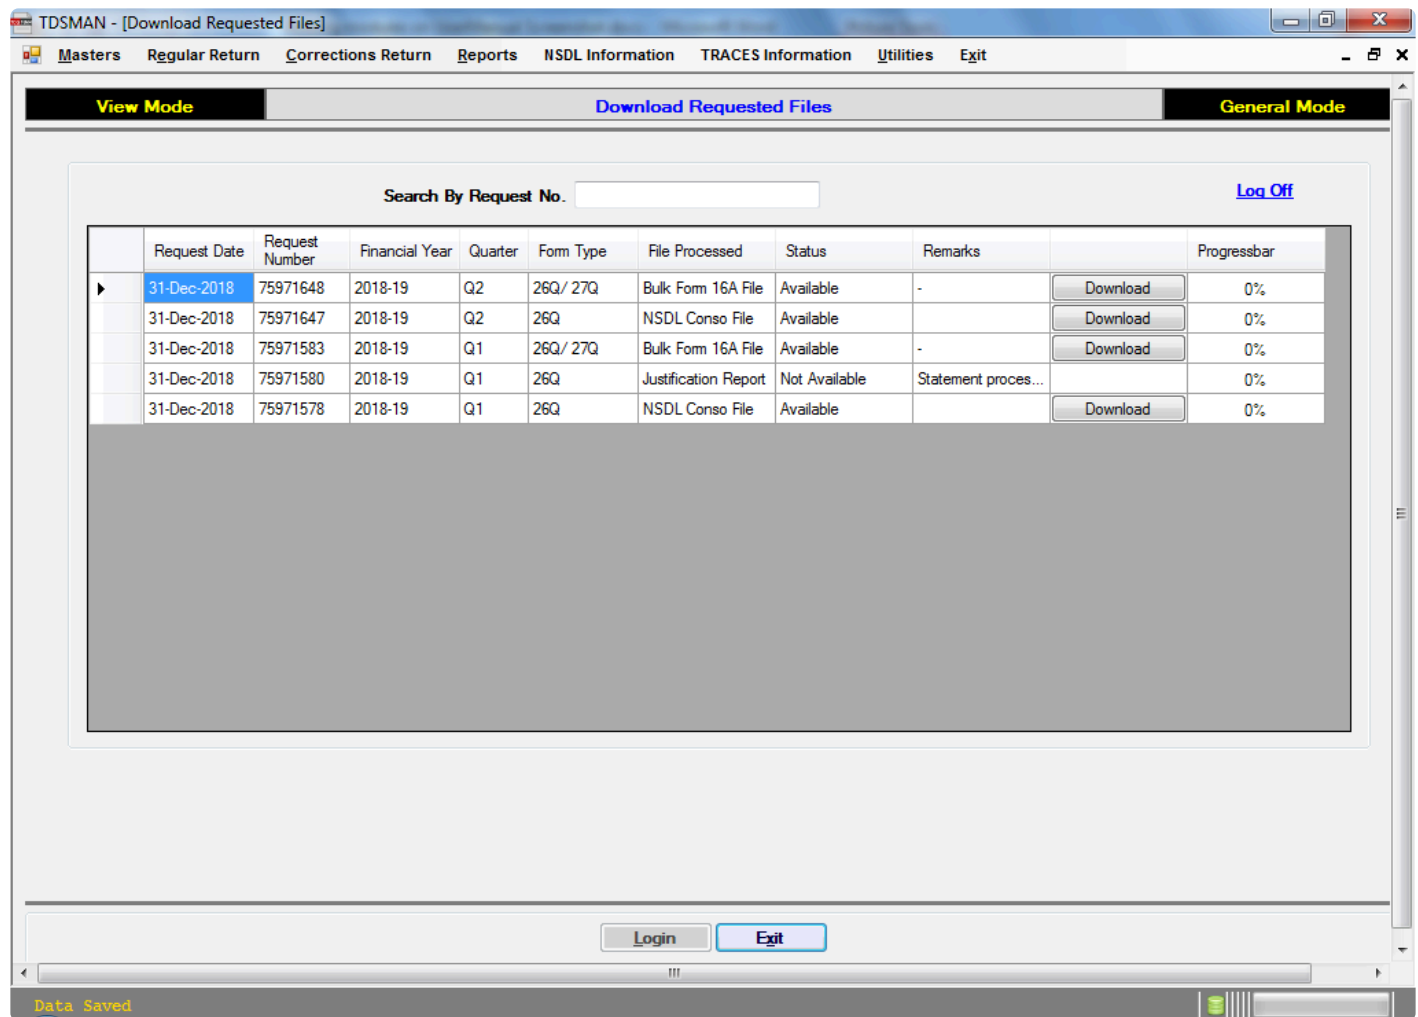 TDSMAN - [Download Requested Files]
Masters Regular Return Corrections Return Reports NSDL Information TRACES Information Utilities Exit
View Mode Download Requested Files General Mode
Search By Request No. Log Off
Request Date Request Number Financial Year Quarter Form Type File Processed Status Remarks Progressbar
31-Dec-2018 75971648 2018-19 Q2 26Q/ 27Q Bulk Form 16A File Available - Download 0%
31-Dec-2018 75971647 2018-19 Q2 26Q NSDL Conso File Available Download 0%
31-Dec-2018 75971583 2018-19 Q1 26Q/ 27Q Bulk Form 16A File Available - Download 0%
31-Dec-2018 75971580 2018-19 Q1 26Q Justification Report Not Available Statement proces... 0%
31-Dec-2018 75971578 2018-19 Q1 26Q NSDL Conso File Available Download 0%
Login Exit
Data Saved